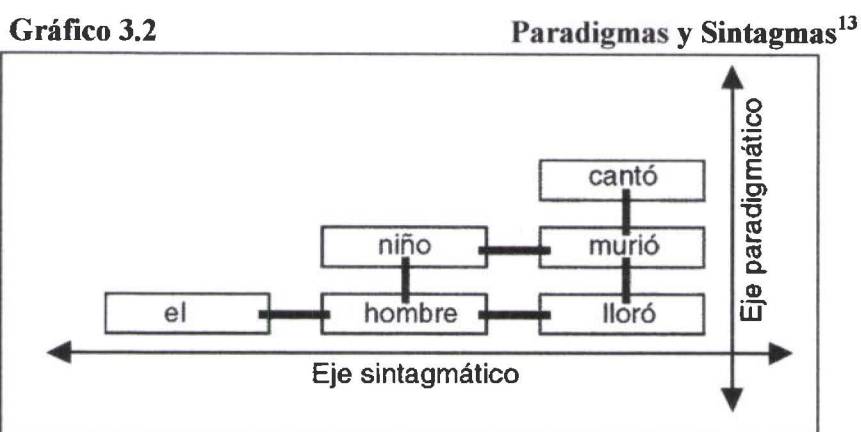 Gráfico 3.2 Paradigmas y Sintagmas13
cantó
niño murió
el hombre lloró
Eje sintagmático
Eje paradigmático